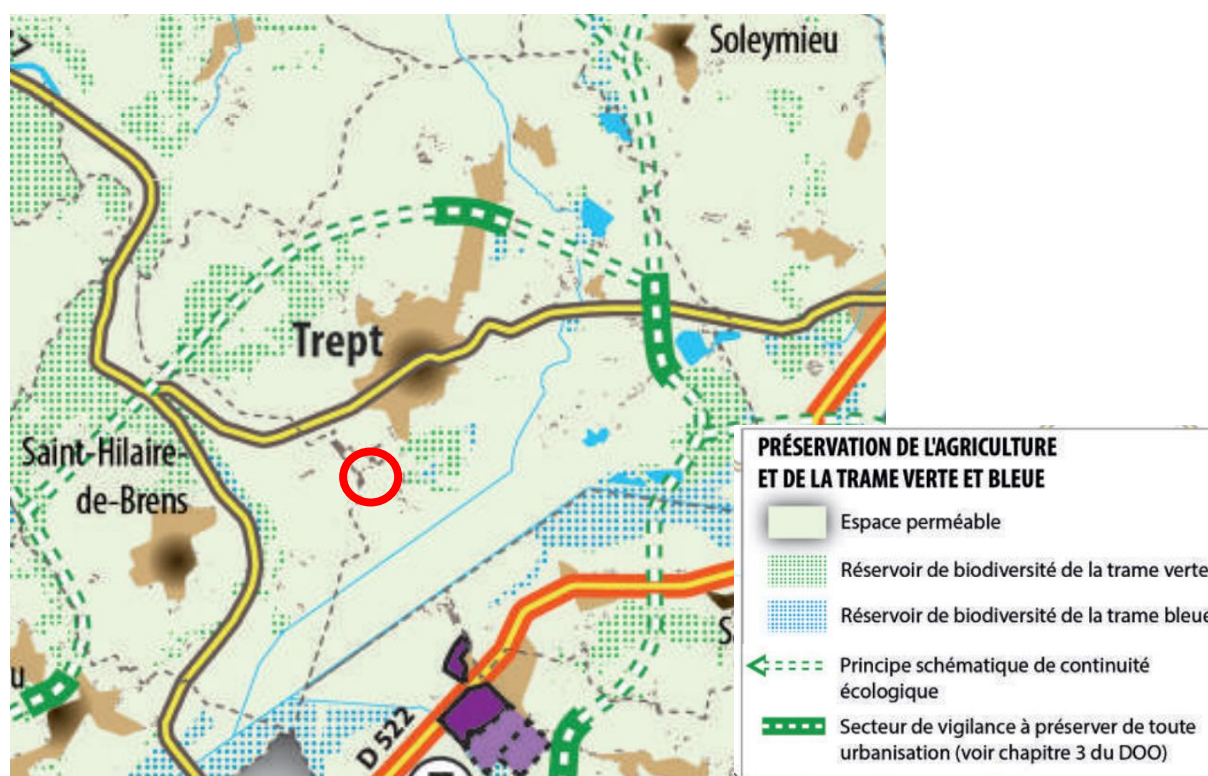 Soleymieu
Trept
Saint-Hilaire-
de-Brens
D 522
PRÉSERVATION DE L'AGRICULTURE
ET DE LA TRAME VERTE ET BLEUE
Espace perméable
Réservoir de biodiversité de la trame verte
Réservoir de biodiversité de la trame bleue
Principe schématique de continuité
écologique
Secteur de vigilance à préserver de toute
urbanisation (voir chapitre 3 du DOO)